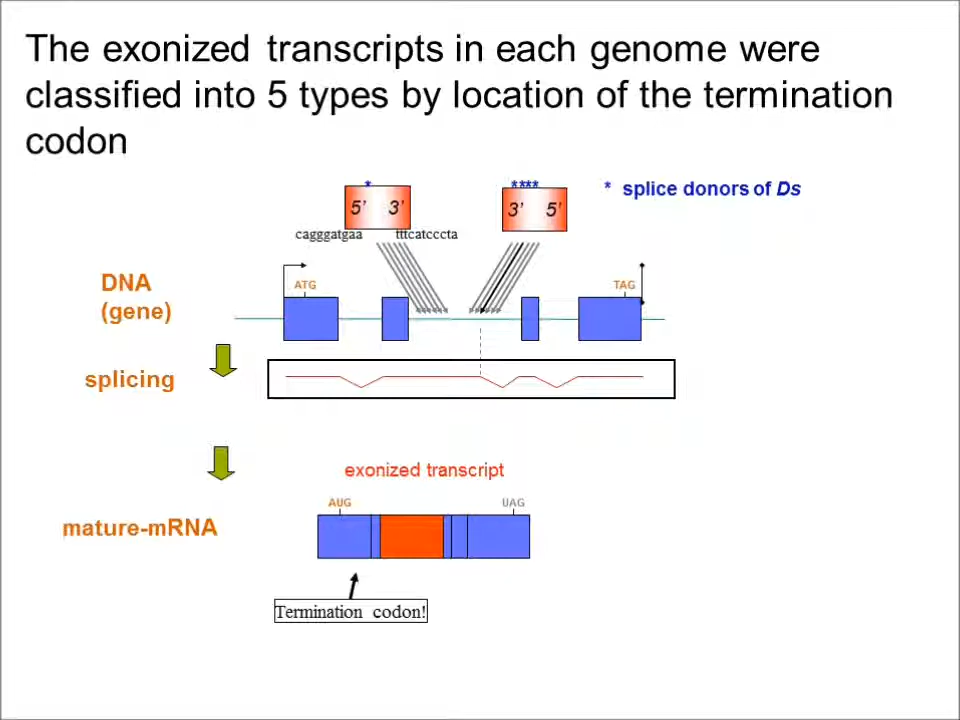 The exonized transcripts in each genome were
classified into 5 types by location of the termination
codon
* **** * splice donors of Ds
5' 3' 3' 5'
cagggatgaa tttcatcccta
DNA
(gene)
ATG TAG
splicing
exonized transcript
AUG UAG
mature-mRNA
Termination codon!